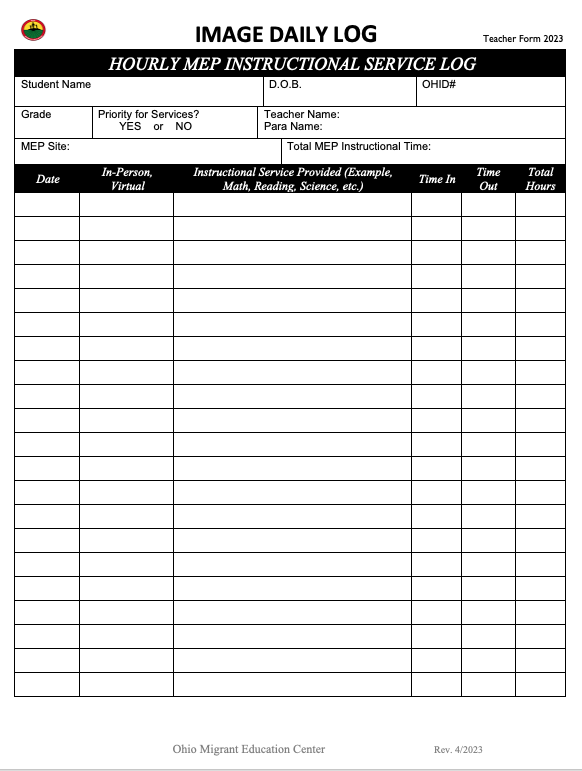 IMAGE DAILY LOG
Teacher Form 2023
HOURLY MEP INSTRUCTIONAL SERVICE LOG
Student Name
D.O.B.
OHID#
Grade
Priority for Services?
YES or NO
Teacher Name:
Para Name:
MEP Site:
Total MEP Instructional Time:
Date
In-Person,
Virtual
Instructional Service Provided (Example,
Math, Reading, Science, etc.)
Time In
Time
Out
Total
Hours
Ohio Migrant Education Center
Rev. 4/2023